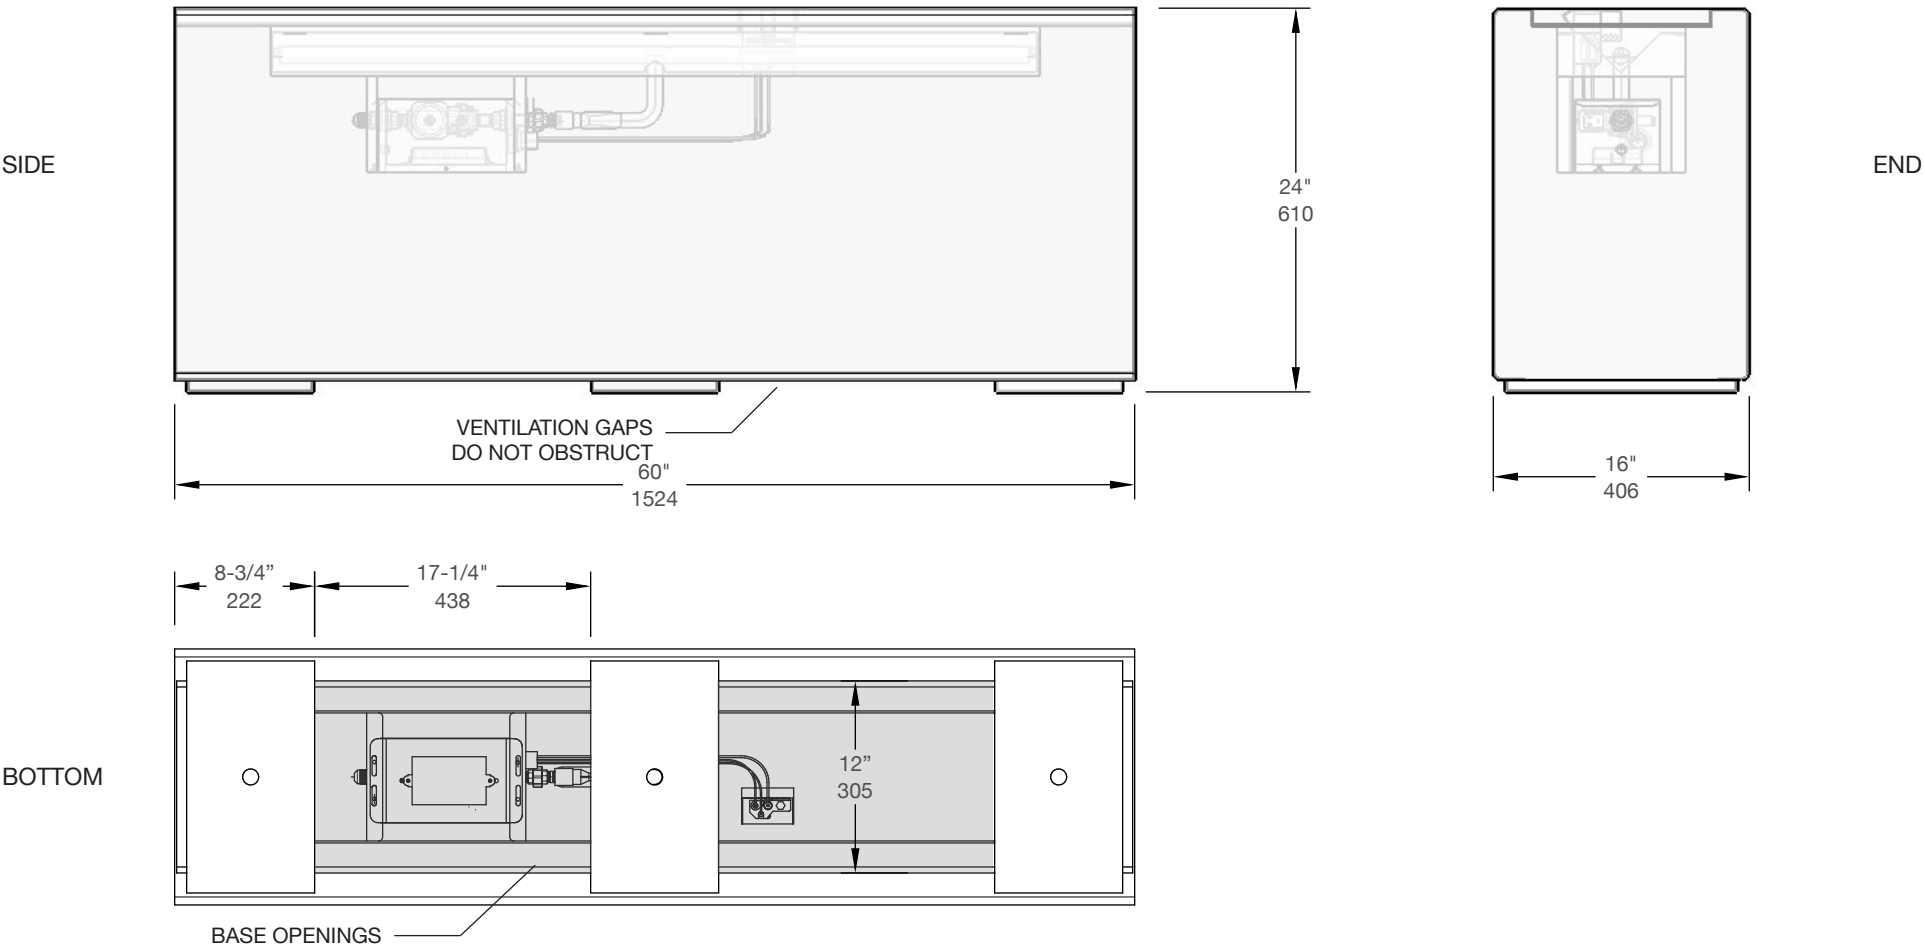 SIDE
24"
610
END
VENTILATION GAPS
DO NOT OBSTRUCT
60"
1524
16"
406
8-3/4”
222
17-1/4"
438
BOTTOM
12”
305
BASE OPENINGS